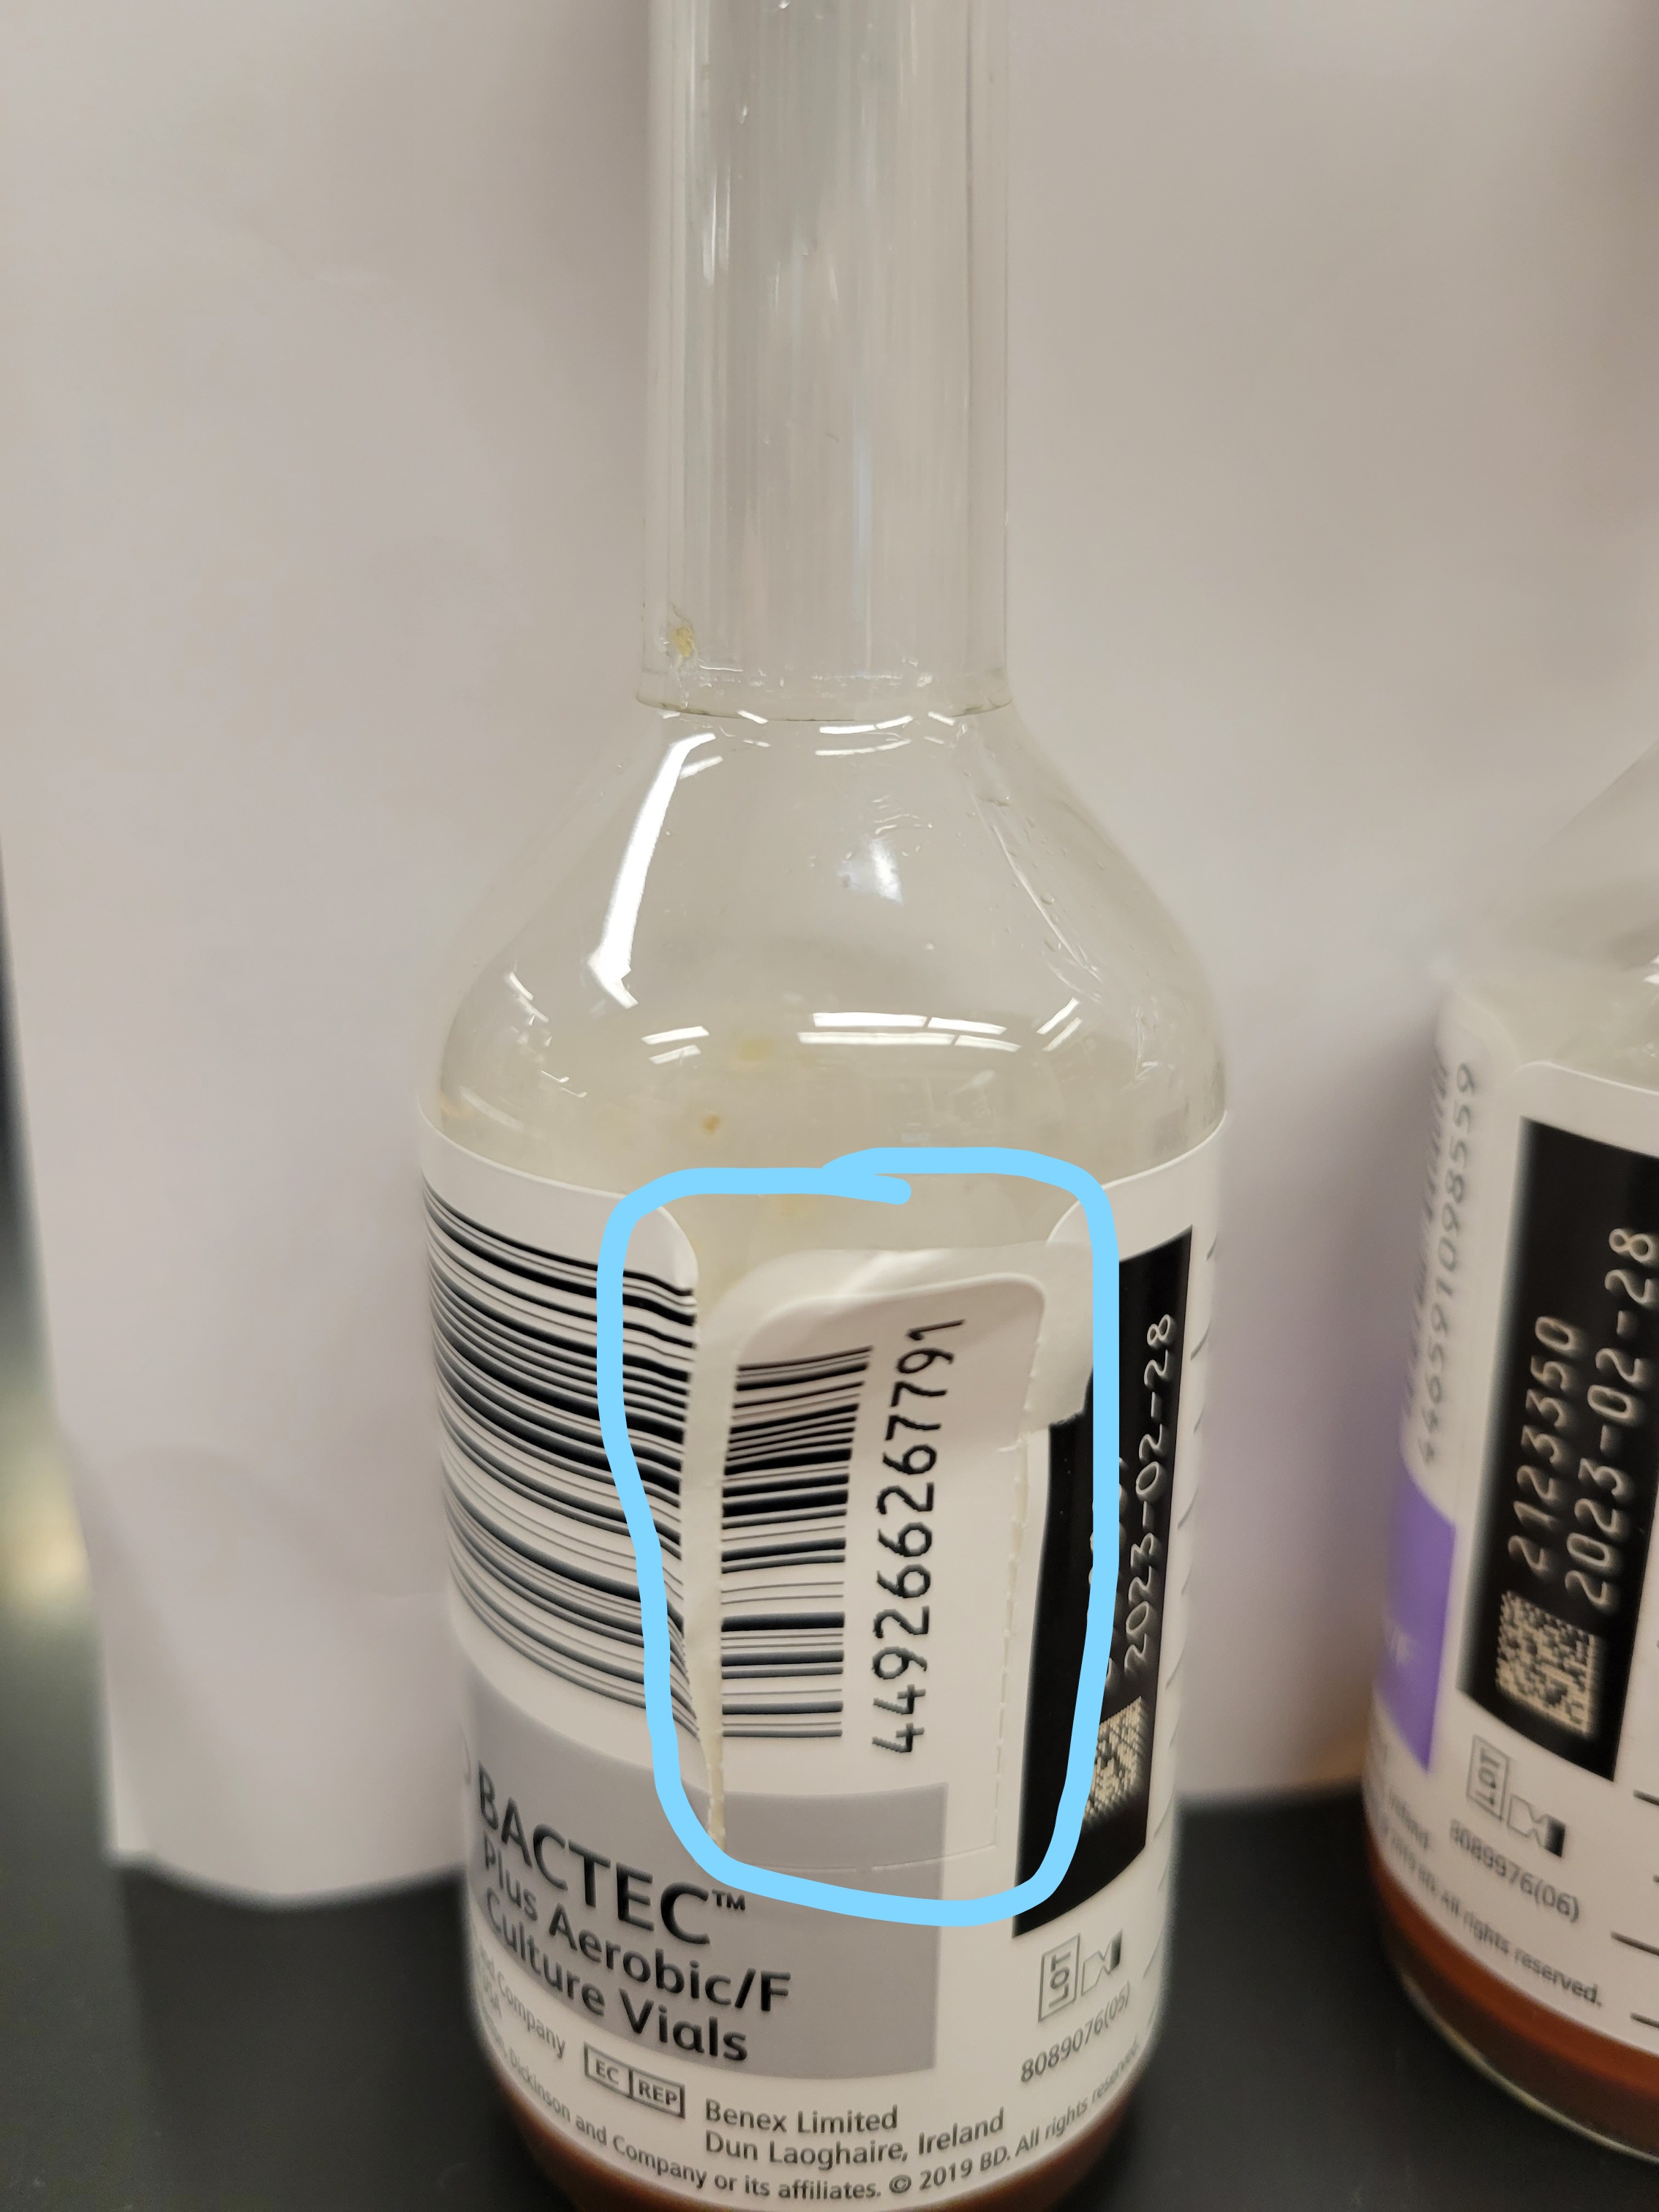 449266267791
2023-02-28
BACTEC™
Plus Aerobic/F
Culture Vials
Company
EC REP
Benex Limited
Dun Laoghaire, Ireland
Dickinson and Company or its affiliates. © 2019 BD. All rights reserved.
LOT
8089076(05)
446591098559
2123350
2023-02-28
/F
LOT
8089976(06)
All rights reserved.